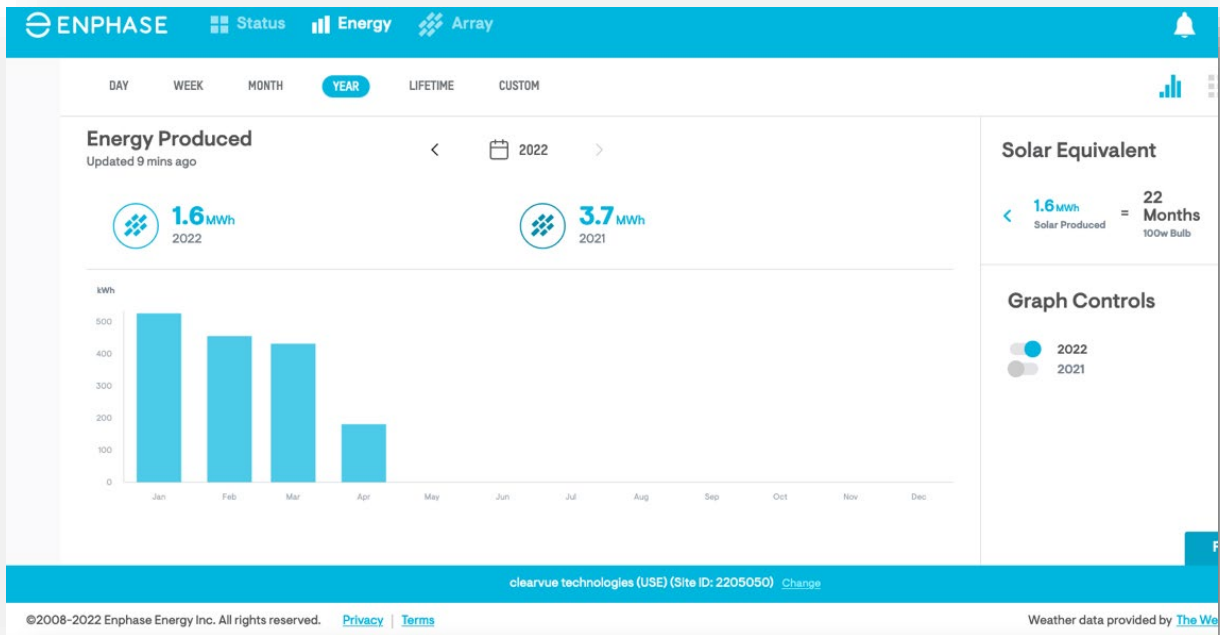 ENPHASE Status Energy Array
DAY WEEK MONTH YEAR LIFETIME CUSTOM
Energy Produced
Updated 9 mins ago
2022
1.6 MWh
2022
3.7 MWh
2021
kWh
500
400
300
200
100
0
Jan Feb Mar Apr May Jun Jul Aug Sep Oct Nov Dec
Solar Equivalent
1.6 MWh
Solar Produced
=
22
Months
100w Bulb
Graph Controls
2022
2021
clearvue technologies (USE) (Site ID: 2205050) Change
©2008-2022 Enphase Energy Inc. All rights reserved. Privacy | Terms
Weather data provided by The We